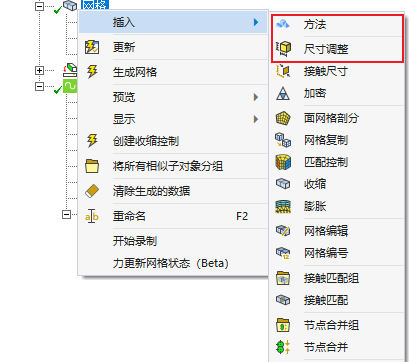 网格
插入
更新
生成网格
预览
显示
创建收缩控制
将所有相似子对象分组
清除生成的数据
重命名 F2
开始录制
力更新网格状态（Beta）
方法
尺寸调整
接触尺寸
加密
面网格剖分
网格复制
匹配控制
收缩
膨胀
网格编辑
网格编号
接触匹配组
接触匹配
节点合并组
节点合并